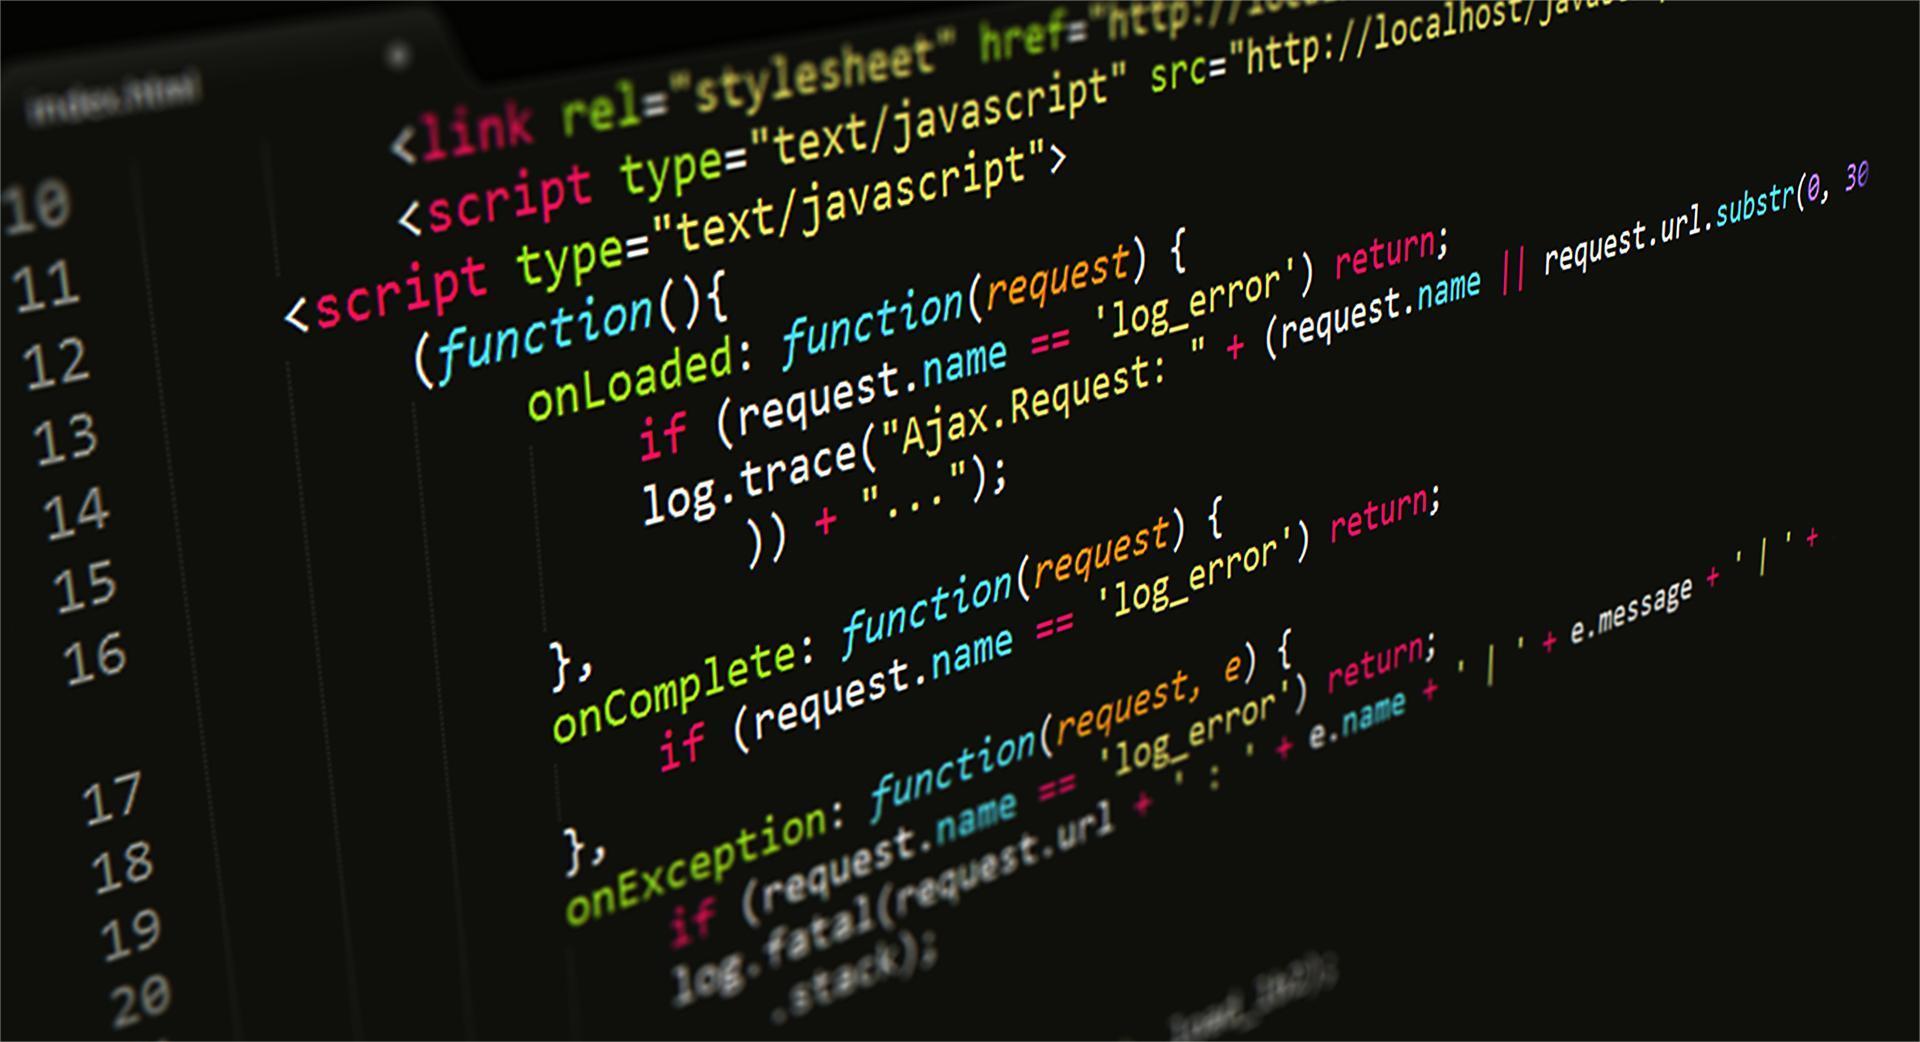 index.html
<link rel="stylesheet" href="http://
<script type="text/javascript" src="http://localhost/
<script type="text/javascript">
(function(){
onLoaded: function(request) {
if (request.name == 'log_error') return;
log.trace("Ajax.Request: " + (request.name || request.url.substr(0, 30
)) + "...");
},
onComplete: function(request) {
if (request.name == 'log_error') return;
},
onException: function(request, e) {
if (request.name == 'log_error') return;
log.fatal(request.url + ' : ' + e.name + ' | ' + e.message + ' | ' +
.stack);
10
11
12
13
14
15
16
17
18
19
20